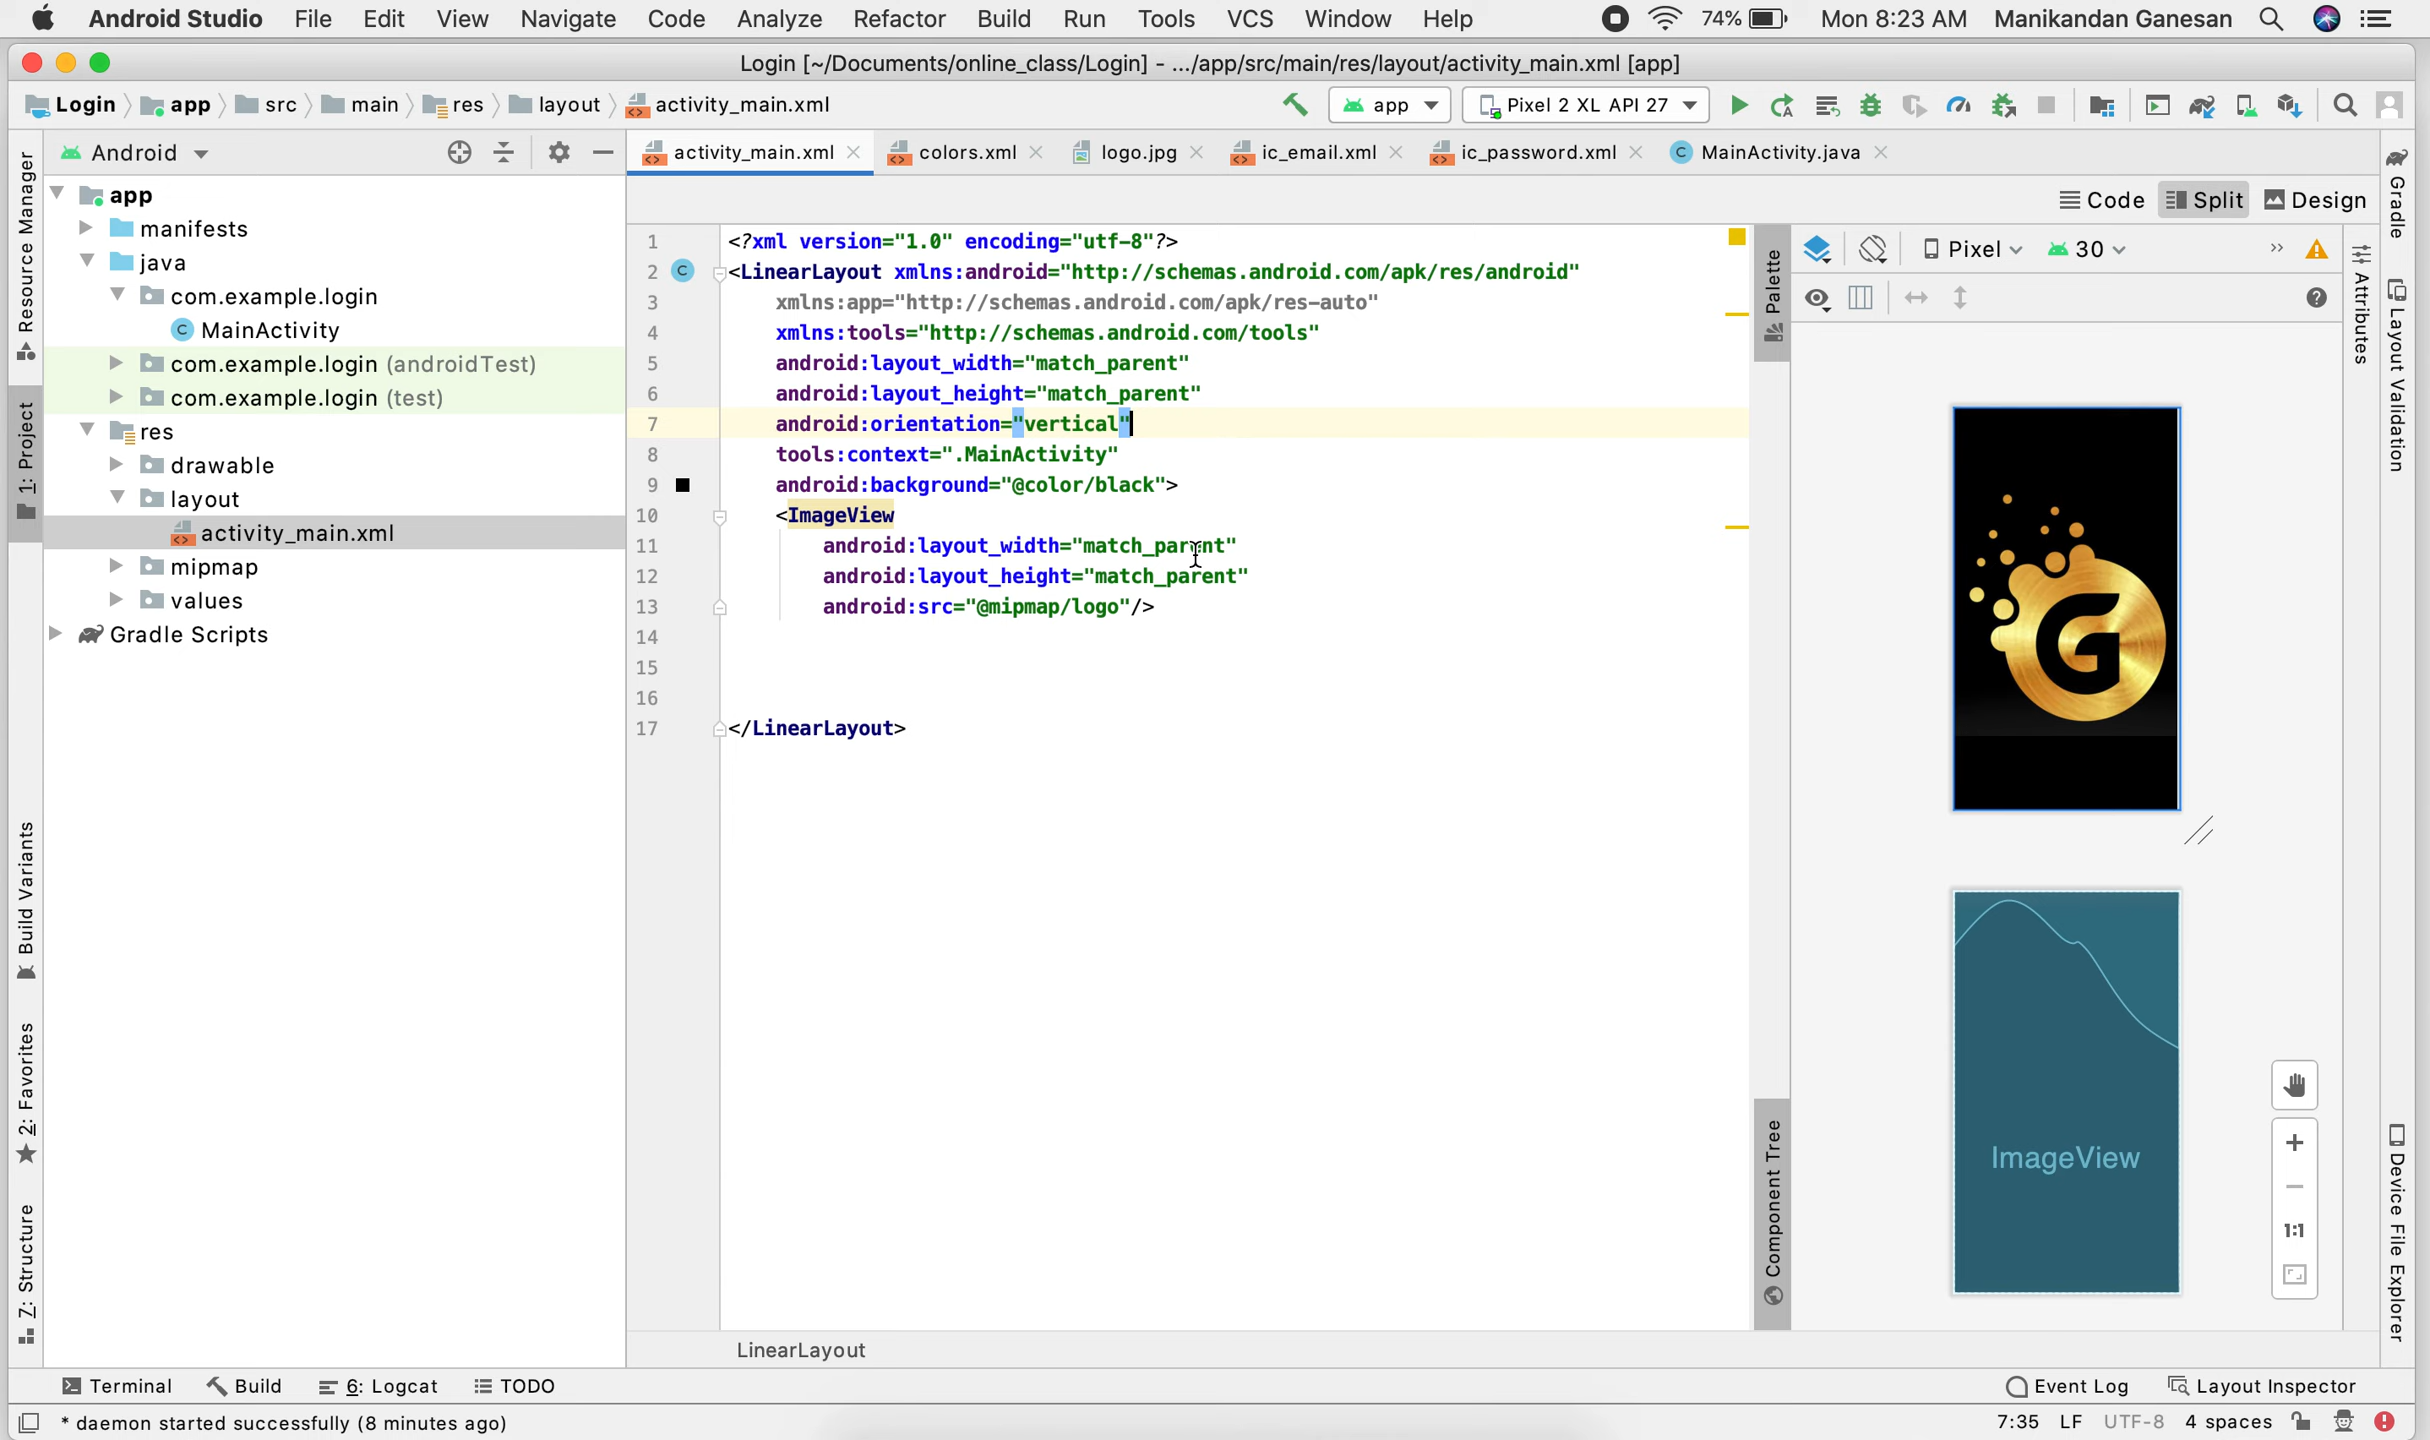 Android Studio File Edit View Navigate Code Analyze Refactor Build Run Tools VCS Window Help 74% Mon 8:23 AM Manikandan Ganesan
Login [~/Documents/online_class/Login] - .../app/src/main/res/layout/activity_main.xml [app]
Login app src main res layout activity_main.xml app Pixel 2 XL API 27
Android
activity_main.xml colors.xml logo.jpg ic_email.xml ic_password.xml MainActivity.java
Code Split Design
Resource Manager
1: Project
Build Variants
2: Favorites
7: Structure
app
manifests
java
com.example.login
MainActivity
com.example.login (androidTest)
com.example.login (test)
res
drawable
layout
activity_main.xml
mipmap
values
Gradle Scripts
1 <?xml version="1.0" encoding="utf-8"?>
2 C <LinearLayout xmlns:android="http://schemas.android.com/apk/res/android"
3 xmlns:app="http://schemas.android.com/apk/res-auto"
4 xmlns:tools="http://schemas.android.com/tools"
5 android:layout_width="match_parent"
6 android:layout_height="match_parent"
7 android:orientation="vertical"
8 tools:context=".MainActivity"
9 android:background="@color/black">
10 <ImageView
11 android:layout_width="match_parent"
12 android:layout_height="match_parent"
13 android:src="@mipmap/logo"/>
14
15
16
17 </LinearLayout>
LinearLayout
Palette
Component Tree
Pixel 30
G
ImageView
1:1
Attributes
Gradle
Layout Validation
Device File Explorer
Terminal Build 6: Logcat TODO Event Log Layout Inspector
* daemon started successfully (8 minutes ago) 7:35 LF UTF-8 4 spaces